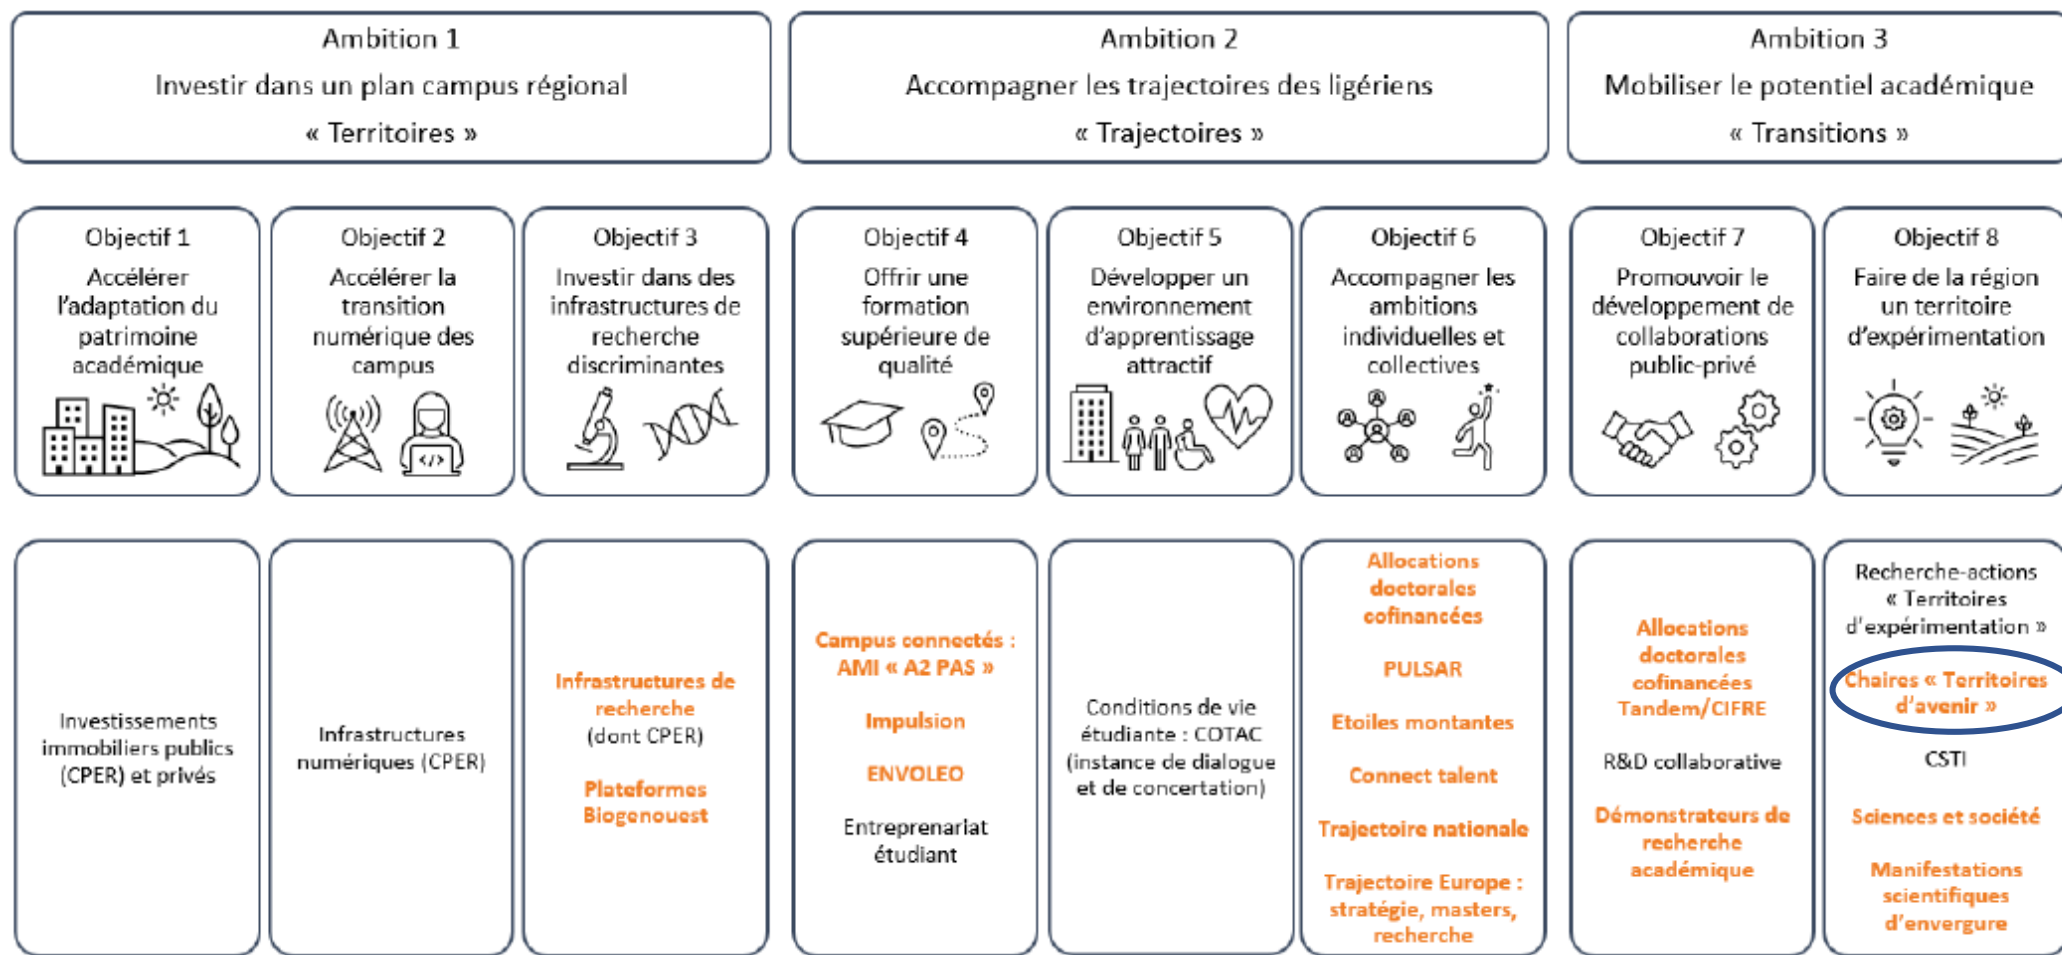 Ambition 1
Investir dans un plan campus régional
« Territoires »
Ambition 2
Accompagner les trajectoires des ligériens
« Trajectoires »
Ambition 3
Mobiliser le potentiel académique
« Transitions »
Objectif 1
Accélérer
l'adaptation du
patrimoine
académique
Objectif 2
Accélérer la
transition
numérique des
campus
</>
Objectif 3
Investir dans des
infrastructures de
recherche
discriminantes
Objectif 4
Offrir une
formation
supérieure de
qualité
Objectif 5
Développer un
environnement
d'apprentissage
attractif
Objectif 6
Accompagner les
ambitions
individuelles et
collectives
Objectif 7
Promouvoir le
développement de
collaborations
public-privé
Objectif 8
Faire de la région
un territoire
d'expérimentation
Investissements
immobiliers publics
(CPER) et privés
Infrastructures
numériques (CPER)
Infrastructures de
recherche
(dont CPER)
Plateformes
Biogenouest
Campus connectés :
AMI « A2 PAS »
Impulsion
ENVOLEO
Entreprenariat
étudiant
Conditions de vie
étudiante : COTAC
(instance de dialogue
et de concertation)
Allocations
doctorales
cofinancées
PULSAR
Etoiles montantes
Connect talent
Trajectoire nationale
Trajectoire Europe :
stratégie, masters,
recherche
Allocations
doctorales
cofinancées
Tandem/CIFRE
R&D collaborative
Démonstrateurs de
recherche
académique
Recherche-actions
« Territoires
d'expérimentation »
Chaires « Territoires
d'avenir »
CSTI
Sciences et société
Manifestations
scientifiques
d'envergure